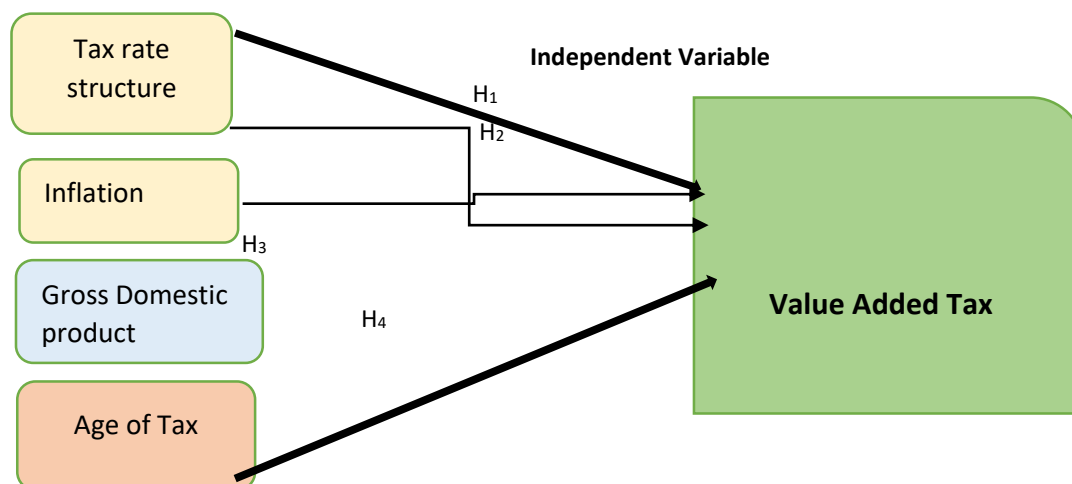 Tax rate
structure
Independent Variable
H₁
H₂
Inflation
H₃
Gross Domestic
product
H₄
Value Added Tax
Age of Tax